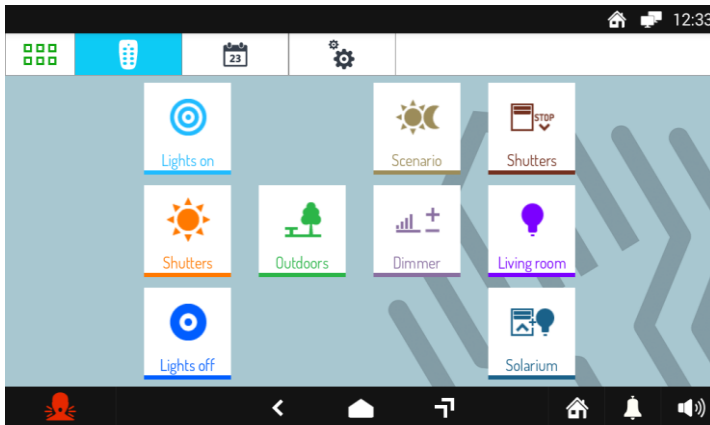 12:33
23
Lights on
Scenario
STOP
Shutters
Shutters
Outdoors
Dimmer
Living room
Lights off
Solarium